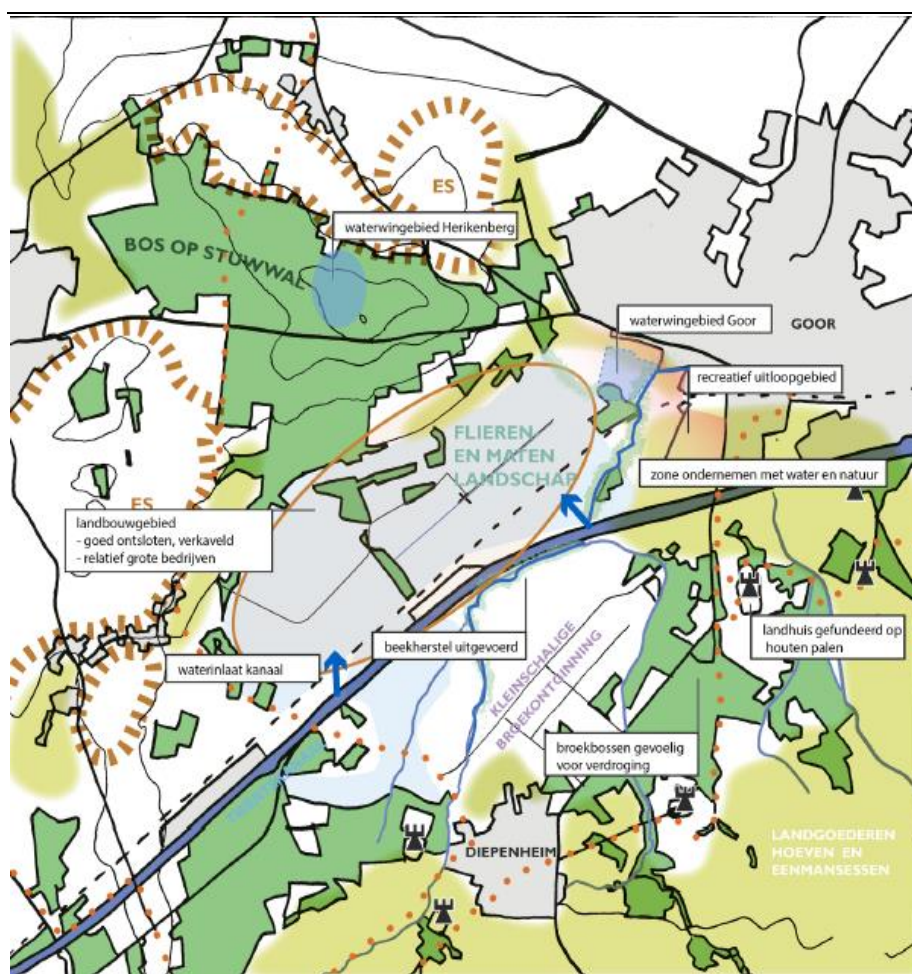 ES
waterwingebied Herikenberg
BOS OP STUWWAL
waterwingebied Goor
GOOR
recreatief uitloopgebied
FLIEREN
EN MATEN
LANDSCHAP
zone ondernemen met water en natuur
ES
landbouwgebied
- goed ontsloten, verkaveld
- relatief grote bedrijven
landhuis gefundeerd op
houten palen
beekherstel uitgevoerd
waterinlaat kanaal
KLEINSCHALIGE
BROEKONTGINNING
broekbossen gevoelig
voor verdroging
DIEPENHEIM
LANDGOEDEREN
HOEVEN EN
EENMANSESSEN